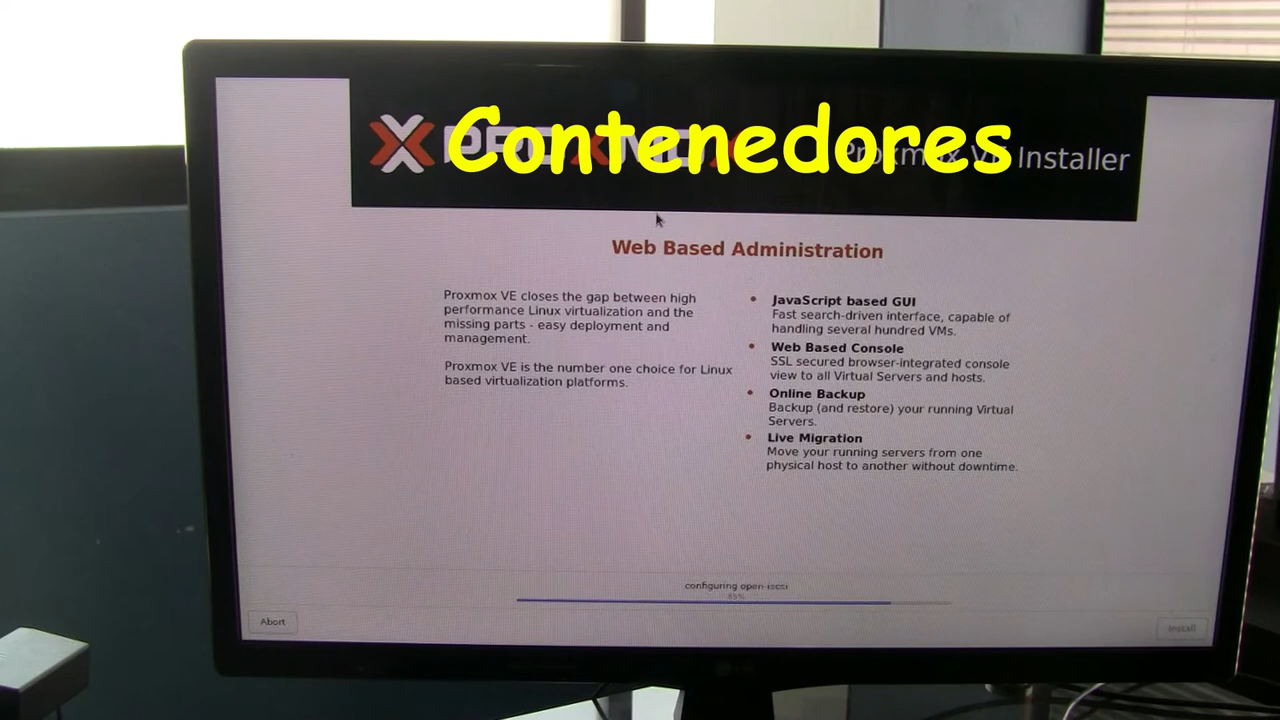 Contenedores
PROXMOX Proxmox VE Installer
Web Based Administration
Proxmox VE closes the gap between high
performance Linux virtualization and the
missing parts - easy deployment and
management.
Proxmox VE is the number one choice for Linux
based virtualization platforms.
• JavaScript based GUI
Fast search-driven interface, capable of
handling several hundred VMs.
• Web Based Console
SSL secured browser-integrated console
view to all Virtual Servers and hosts.
• Online Backup
Backup (and restore) your running Virtual
Servers.
• Live Migration
Move your running servers from one
physical host to another without downtime.
configuring open-iscsi
85%
Abort
Install
LG